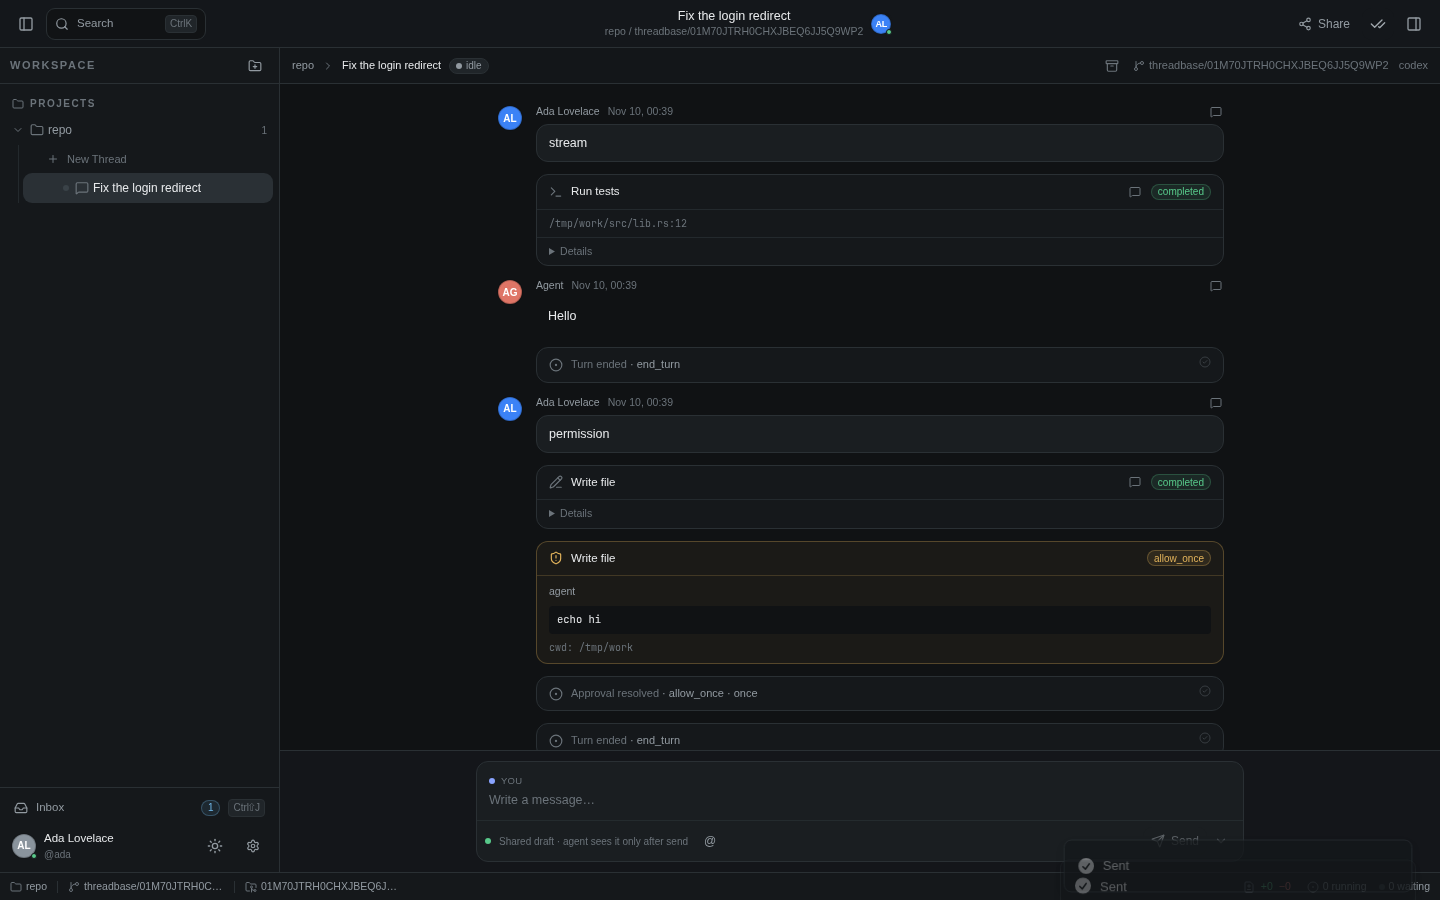 Search CtrlK
Fix the login redirect
repo / threadbase/01M70JTRH0CHXJBEQ6JJ5Q9WP2
AL
Share
WORKSPACE
repo Fix the login redirect idle
threadbase/01M70JTRH0CHXJBEQ6JJ5Q9WP2 codex
PROJECTS
repo 1
New Thread
Fix the login redirect
AL Ada Lovelace Nov 10, 00:39
stream
Run tests completed
/tmp/work/src/lib.rs:12
Details
AG Agent Nov 10, 00:39
Hello
Turn ended · end_turn
AL Ada Lovelace Nov 10, 00:39
permission
Write file completed
Details
Write file allow_once
agent
echo hi
cwd: /tmp/work
Approval resolved · allow_once · once
Turn ended · end_turn
YOU
Write a message…
Shared draft · agent sees it only after send @ Send
Inbox 1 Ctrl⇧J
AL Ada Lovelace
@ada
Sent
Sent
repo threadbase/01M70JTRH0C… 01M70JTRH0CHXJBEQ6J… +0 −0 0 running 0 waiting